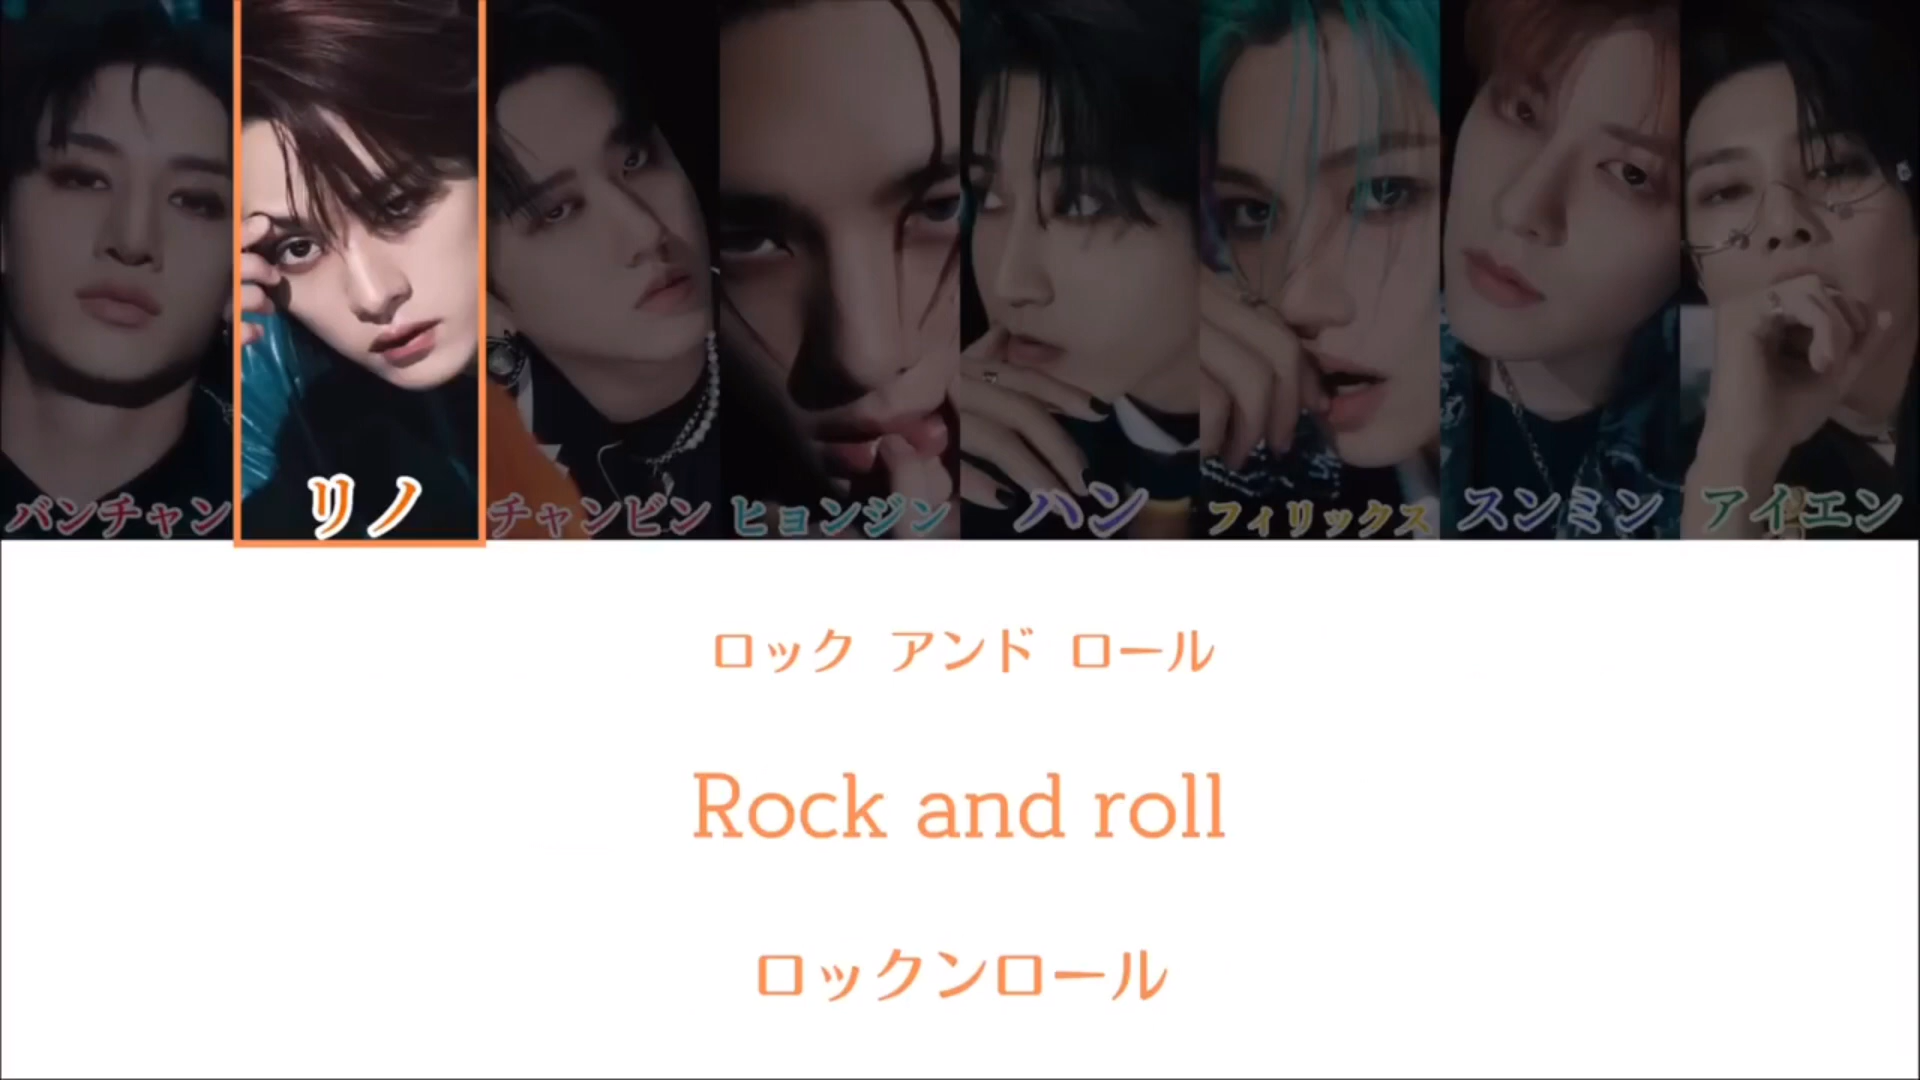 バンチャン リノ チャンビン ヒョンジン ハン フィリックス スンミン アイエン
ロック アンド ロール
Rock and roll
ロックンロール